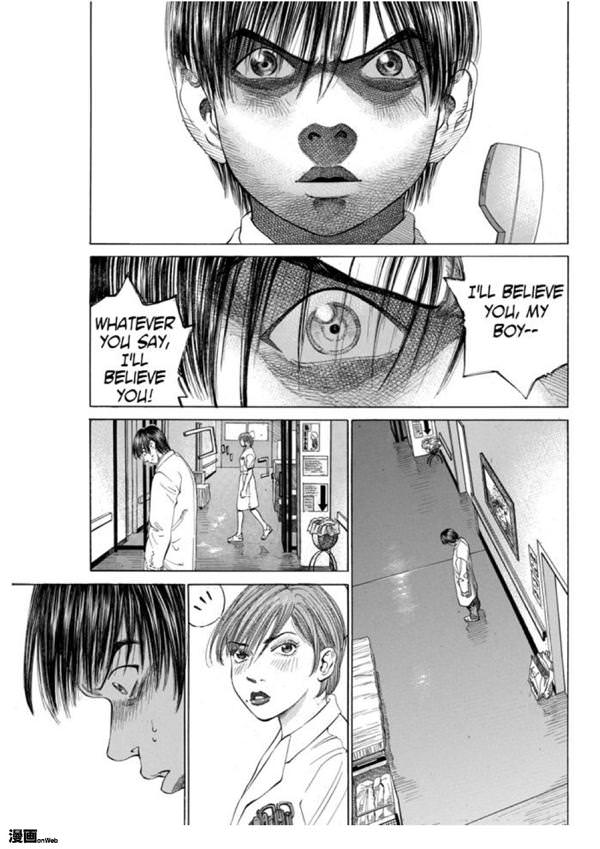 I'LL BELIEVE
YOU, MY
BOY--
WHATEVER
YOU SAY,
I'LL
BELIEVE
YOU!
漫画onWeb